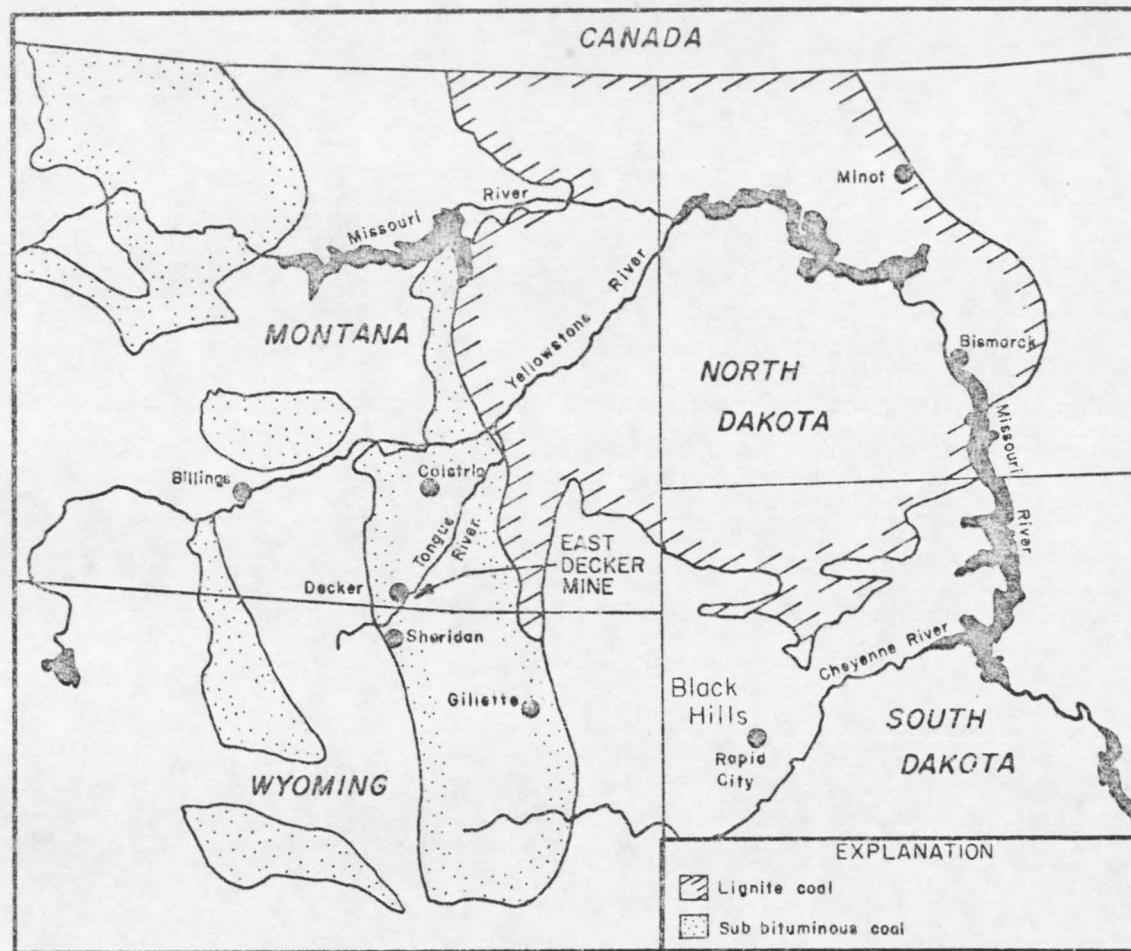 CANADA
Minot
River
Missouri
MONTANA
Yellowstone River
Bismarck
NORTH
DAKOTA
Missouri
River
Billings
Colstrip
Tongue
River
EAST
DECKER
MINE
Decker
Sheridan
Cheyenne River
Black
Hills
Gillette
SOUTH
DAKOTA
Rapid
City
WYOMING
EXPLANATION
Lignite coal
Sub bituminous coal